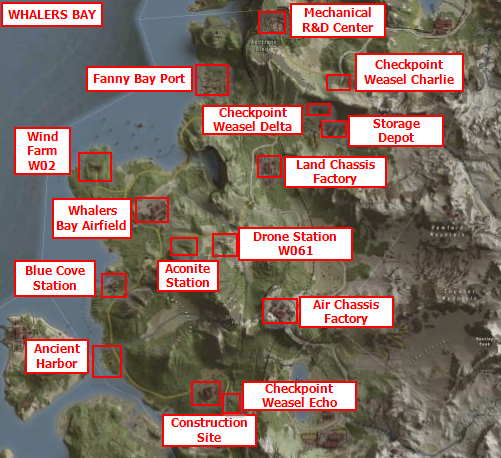 WHALERS BAY
Mechanical
R&D Center
Fanny Bay Port
Checkpoint
Weasel Charlie
Checkpoint
Weasel Delta
Storage
Depot
Wind
Farm
W02
Land Chassis
Factory
Whalers
Bay Airfield
Drone Station
W061
Aconite
Station
Blue Cove
Station
Air Chassis
Factory
Ancient
Harbor
Checkpoint
Weasel Echo
Construction
Site